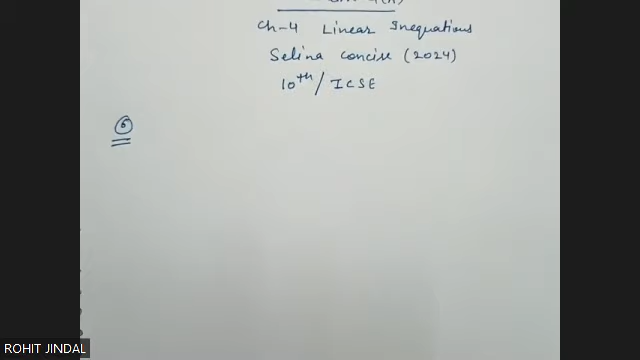 Ch-4 Linear Inequations
Selina Concise (2024)
10th / ICSE
6
ROHIT JINDAL